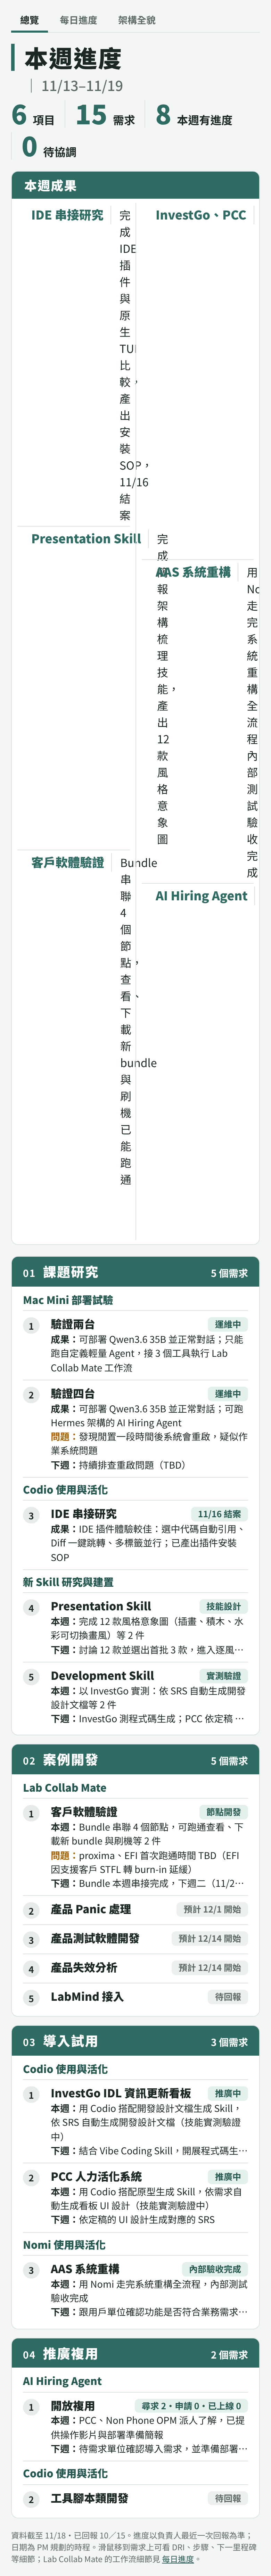 總覽
每日進度
架構全貌
本週進度
11/13–11/19
6 項目
15 需求
8 本週有進度
0 待協調
本週成果
IDE 串接研究
完成 IDE 插件與原生 TUI 比較，產出安裝 SOP，11/16 結案
InvestGo、PCC
Presentation Skill
完成簡報架構梳理技能，產出 12 款風格意象圖
AAS 系統重構
走完系統重構全流程內部測試驗收完成
客戶軟體驗證
Bundle 串聯 4 個節點，查看、下載新 bundle 與刷機已能跑通
AI Hiring Agent
01 課題研究
5 個需求
Mac Mini 部署試驗
1 驗證兩台
運維中
成果：可部署 Qwen3.6 35B 並正常對話；只能
跑自定義輕量 Agent，接 3 個工具執行 Lab
Collab Mate 工作流
2 驗證四台
運維中
成果：可部署 Qwen3.6 35B 並正常對話；可跑
Hermes 架構的 AI Hiring Agent
問題：發現閒置一段時間後系統會重啟，疑似作
業系統問題
下週：持續排查重啟問題（TBD）
Codio 使用與活化
3 IDE 串接研究
11/16 結案
成果：IDE 插件體驗較佳：選中代碼自動引用、
Diff 一鍵跳轉、多標籤並行；已產出插件安裝
SOP
新 Skill 研究與建置
4 Presentation Skill
技能設計
本週：完成 12 款風格意象圖（插畫、積木、水
彩可切換畫風）等 2 件
下週：討論 12 款並選出首批 3 款，進入逐風…
5 Development Skill
實測驗證
本週：以 InvestGo 實測：依 SRS 自動生成開發
設計文檔等 2 件
下週：InvestGo 測程式碼生成；PCC 依定稿 …
02 案例開發
5 個需求
Lab Collab Mate
1 客戶軟體驗證
節點開發
本週：Bundle 串聯 4 個節點，可跑通查看、下
載新 bundle 與刷機等 2 件
問題：proxima、EFI 首次跑通時間 TBD（EFI
因支援客戶 STFL 轉 burn-in 延緩）
下週：Bundle 本週串接完成，下週二（11/2…
2 產品 Panic 處理
預計 12/1 開始
3 產品測試軟體開發
預計 12/14 開始
4 產品失效分析
預計 12/14 開始
5 LabMind 接入
待回報
03 導入試用
3 個需求
Codio 使用與活化
1 InvestGo IDL 資訊更新看板
推廣中
本週：用 Codio 搭配開發設計文檔生成 Skill，
依 SRS 自動生成開發設計文檔（技能實測驗證
中）
下週：結合 Vibe Coding Skill，開展程式碼生…
2 PCC 人力活化系統
推廣中
本週：用 Codio 搭配原型生成 Skill，依需求自
動生成看板 UI 設計（技能實測驗證中）
下週：依定稿的 UI 設計生成對應的 SRS
Nomi 使用與活化
3 AAS 系統重構
內部驗收完成
本週：用 Nomi 走完系統重構全流程，內部測試
驗收完成
下週：跟用戶單位確認功能是否符合業務需求…
04 推廣複用
2 個需求
AI Hiring Agent
1 開放複用
尋求 2・申請 0・已上線 0
本週：PCC、Non Phone OPM 派人了解，已提
供操作影片與部署準備簡報
下週：待需求單位確認導入需求，並準備部署…
Codio 使用與活化
2 工具腳本類開發
待回報
資料截至 11/18・已回報 10／15。進度以負責人最近一次回報為準；
日期為 PM 規劃的時程。滑鼠移到需求上可看 DRI、步驟、下一里程碑
等細節；Lab Collab Mate 的工作流細節見 每日進度。